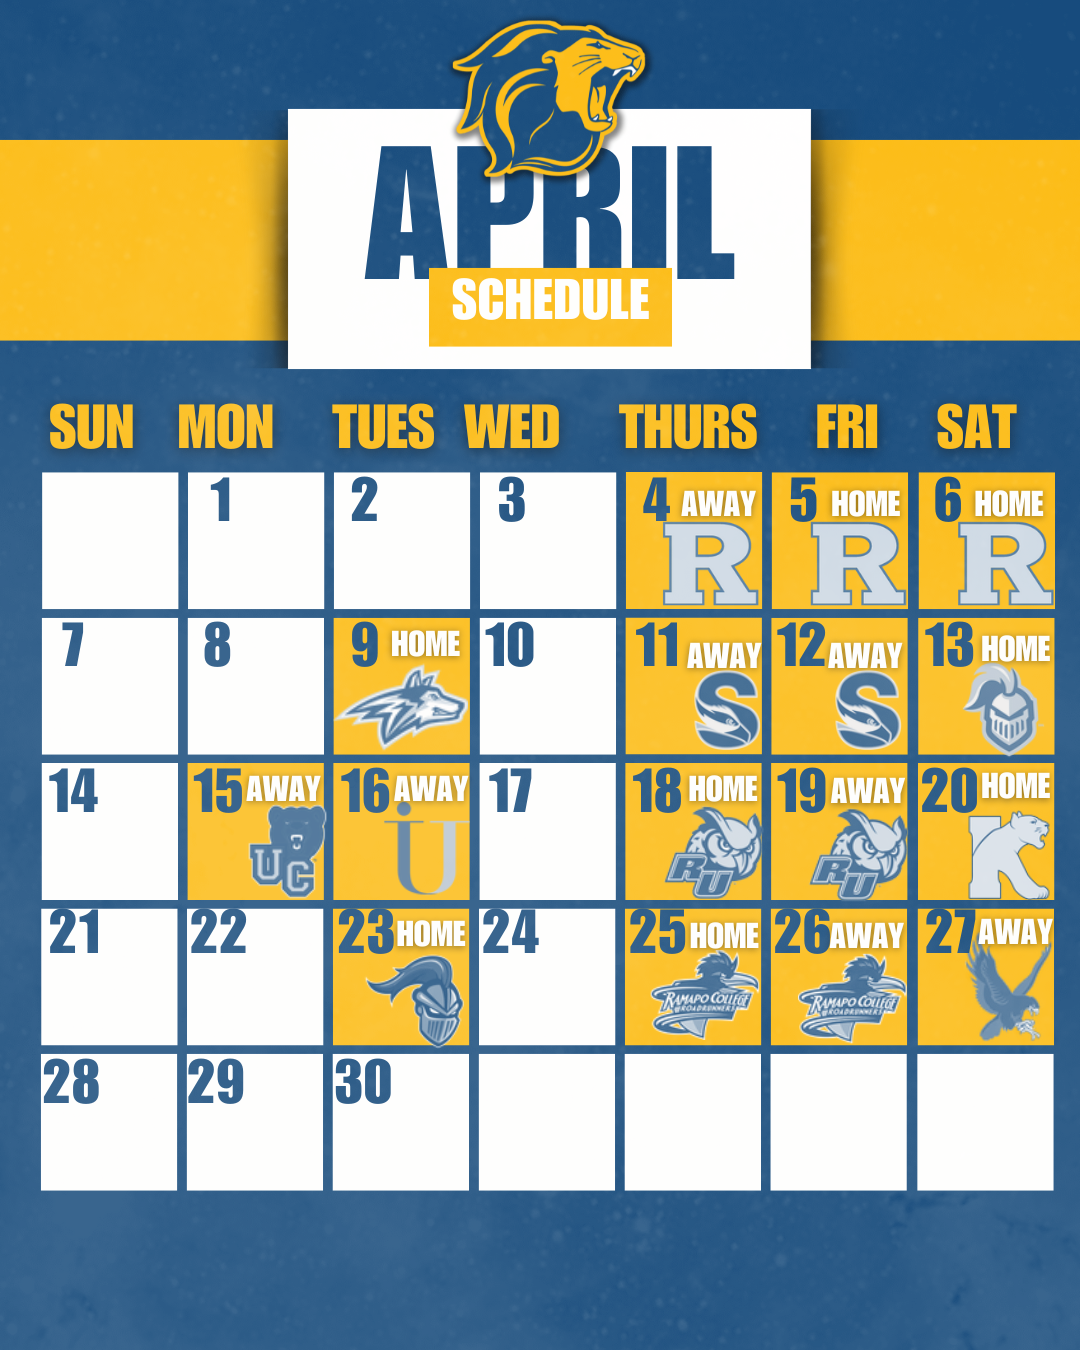 APRIL
SCHEDULE
SUN MON TUES WED THURS FRI SAT
1 2 3 4 AWAY 5 HOME 6 HOME
R R R
7 8 9 HOME 10 11 AWAY 12 AWAY 13 HOME
S S
14 15 AWAY 16 AWAY 17 18 HOME 19 AWAY 20 HOME
UC U RU RU K
21 22 23 HOME 24 25 HOME 26 AWAY 27 AWAY
RAMAPO COLLEGE RAMAPO COLLEGE
ROADRUNNERS ROADRUNNERS
28 29 30